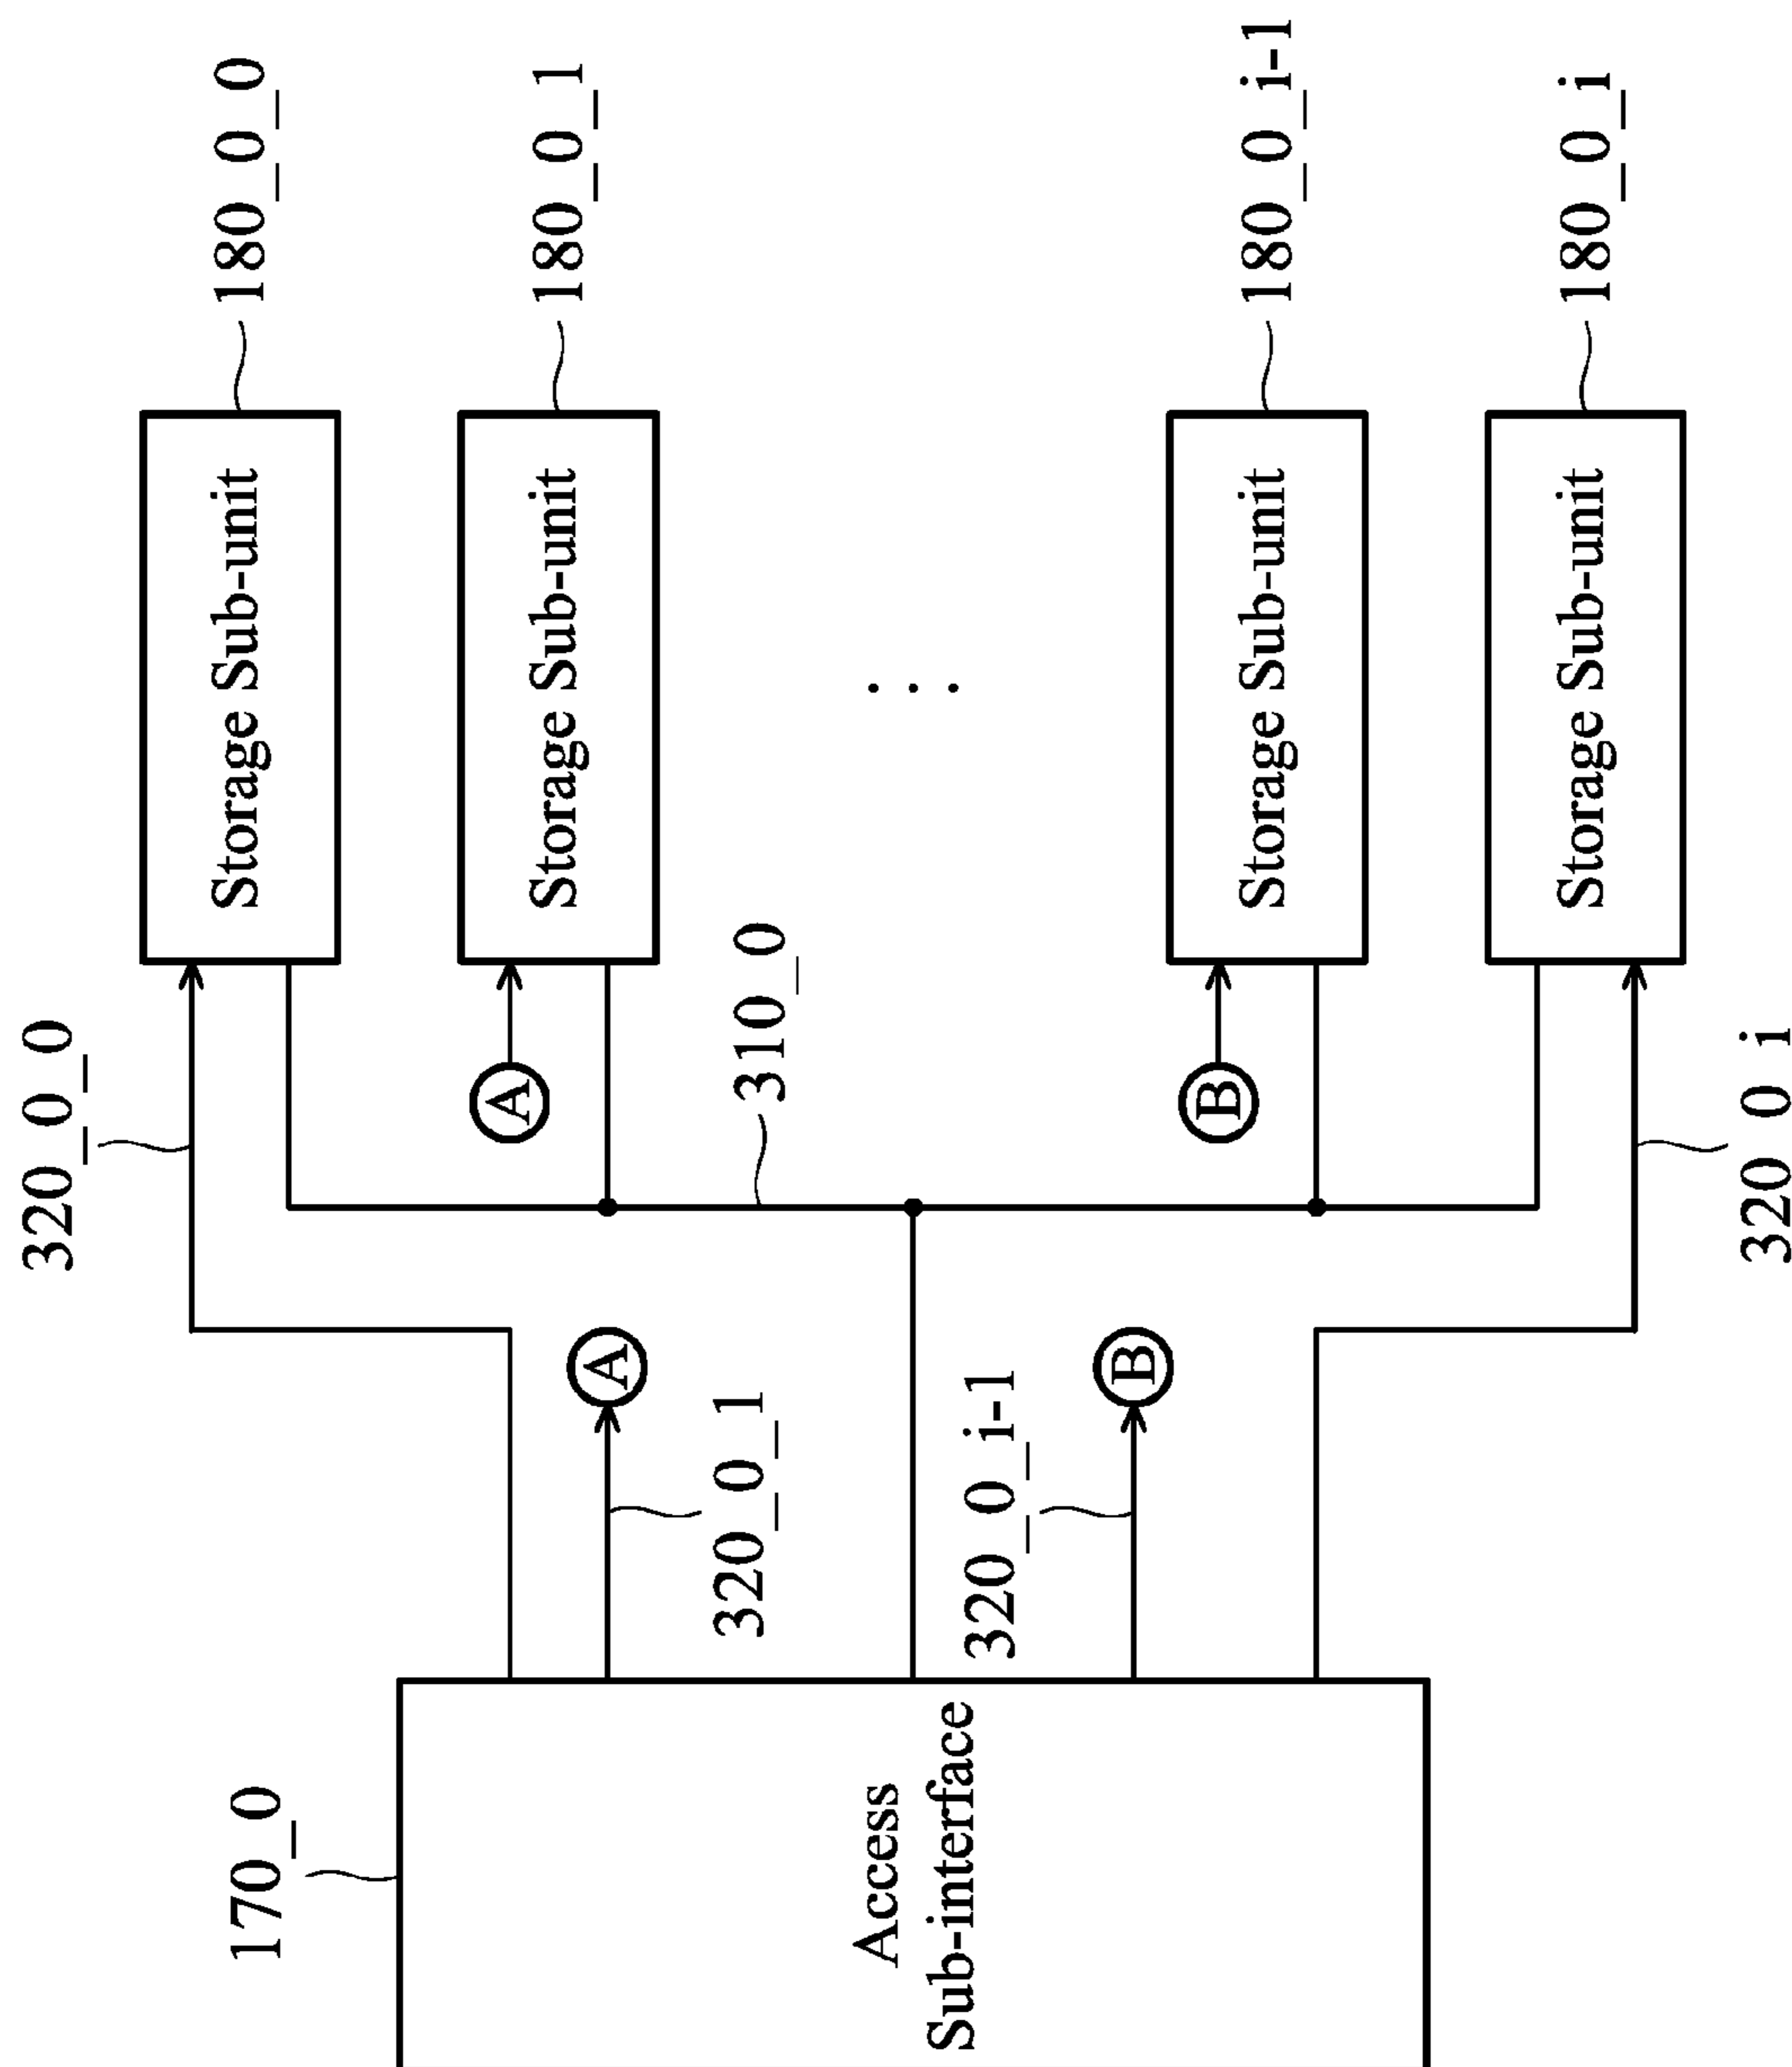 320_0_0
170_0
Storage Sub-unit
180_0_0
A
Storage Sub-unit
180_0_1
A
320_0_1
310_0
Access
Sub-interface
...
320_0_i-1
B
B
Storage Sub-unit
180_0_i-1
Storage Sub-unit
180_0_i
320_0_i